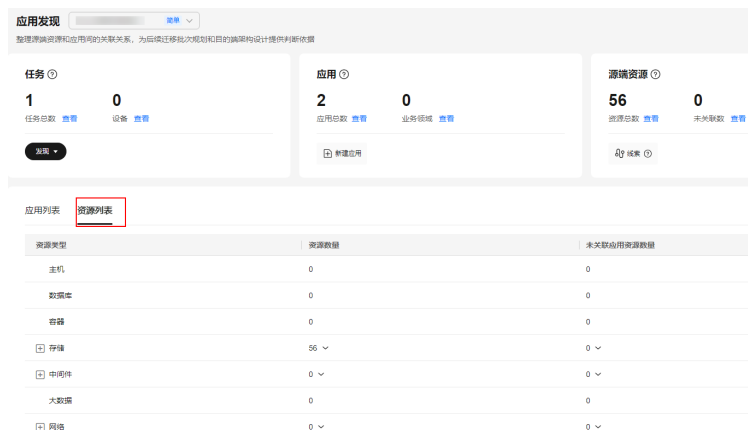 应用发现 简单
整理源端资源和应用间的关联关系，为后续迁移批次规划和目的端架构设计提供判断依据
任务 应用 源端资源
1 0 2 0 56 0
任务总数 查看 设备 查看 应用总数 查看 业务领域 查看 资源总数 查看 未关联数 查看
发现 新建应用 线索
应用列表 资源列表
资源类型 资源数量 未关联应用资源数量
主机 0 0
数据库 0 0
容器 0 0
存储 56 0
中间件 0 0
大数据 0 0
网络 0 0